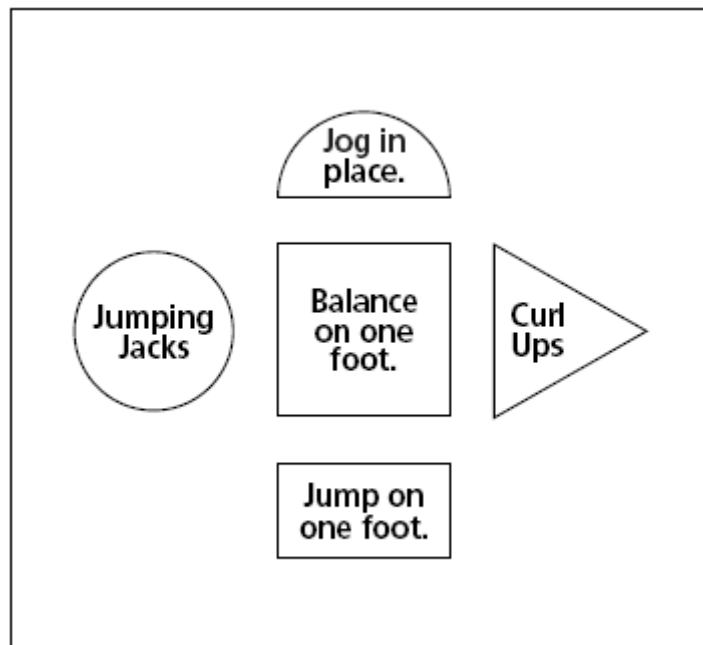 Jog in
place.
Jumping
Jacks
Balance
on one
foot.
Curl
Ups
Jump on
one foot.